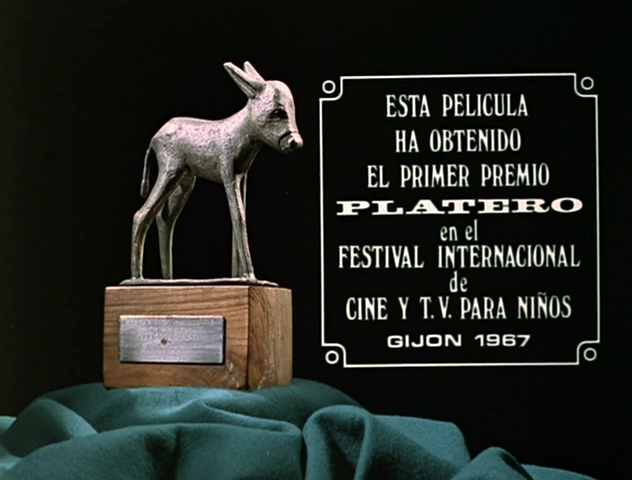 ESTA PELICULA
HA OBTENIDO
EL PRIMER PREMIO
PLATERO
en el
FESTIVAL INTERNACIONAL
de
CINE Y T.V. PARA NIÑOS
GIJON 1967